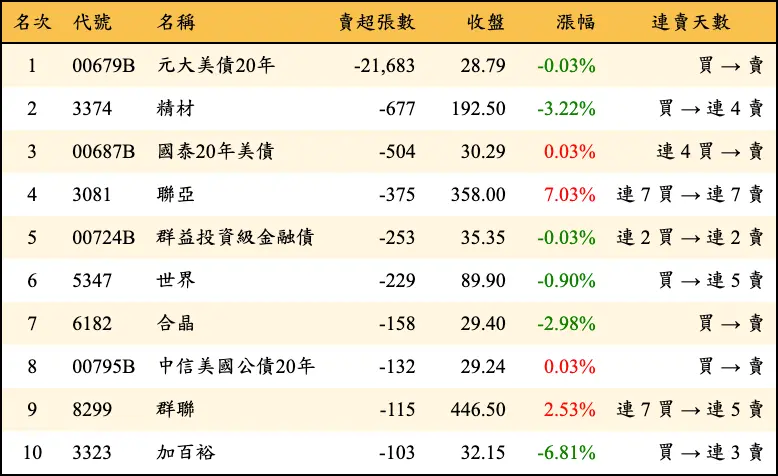 名次 代號 名稱 賣超張數 收盤 漲幅 連賣天數
1 00679B 元大美債20年 -21,683 28.79 -0.03% 買 → 賣
2 3374 精材 -677 192.50 -3.22% 買 → 連 4 賣
3 00687B 國泰20年美債 -504 30.29 0.03% 連 4 買 → 賣
4 3081 聯亞 -375 358.00 7.03% 連 7 買 → 連 7 賣
5 00724B 群益投資級金融債 -253 35.35 -0.03% 連 2 買 → 連 2 賣
6 5347 世界 -229 89.90 -0.90% 買 → 連 5 賣
7 6182 合晶 -158 29.40 -2.98% 買 → 賣
8 00795B 中信美國公債20年 -132 29.24 0.03% 買 → 賣
9 8299 群聯 -115 446.50 2.53% 連 7 買 → 連 5 賣
10 3323 加百裕 -103 32.15 -6.81% 買 → 連 3 賣